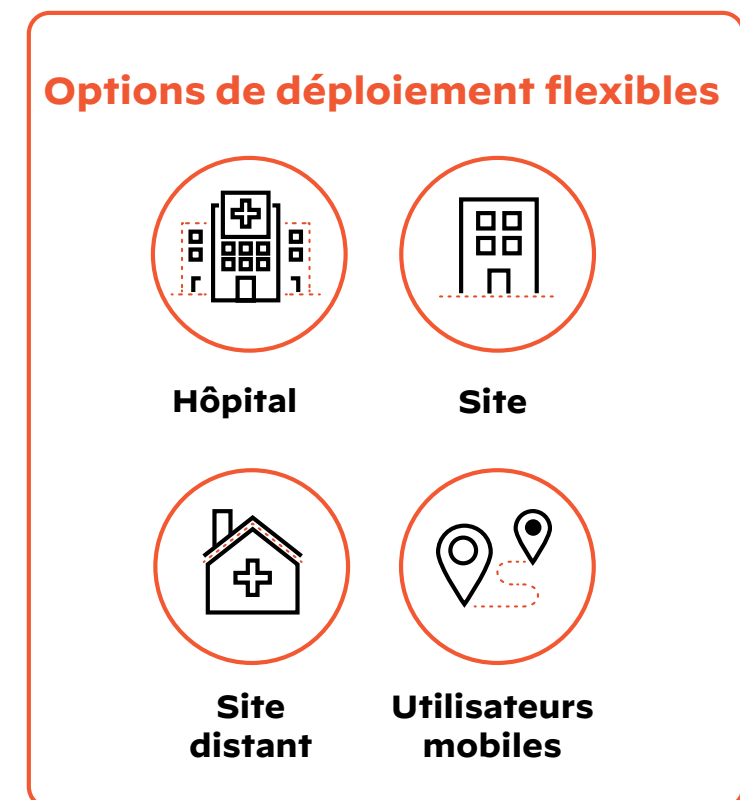 Options de déploiement flexibles
Hôpital
Site
Site
distant
Utilisateurs
mobiles